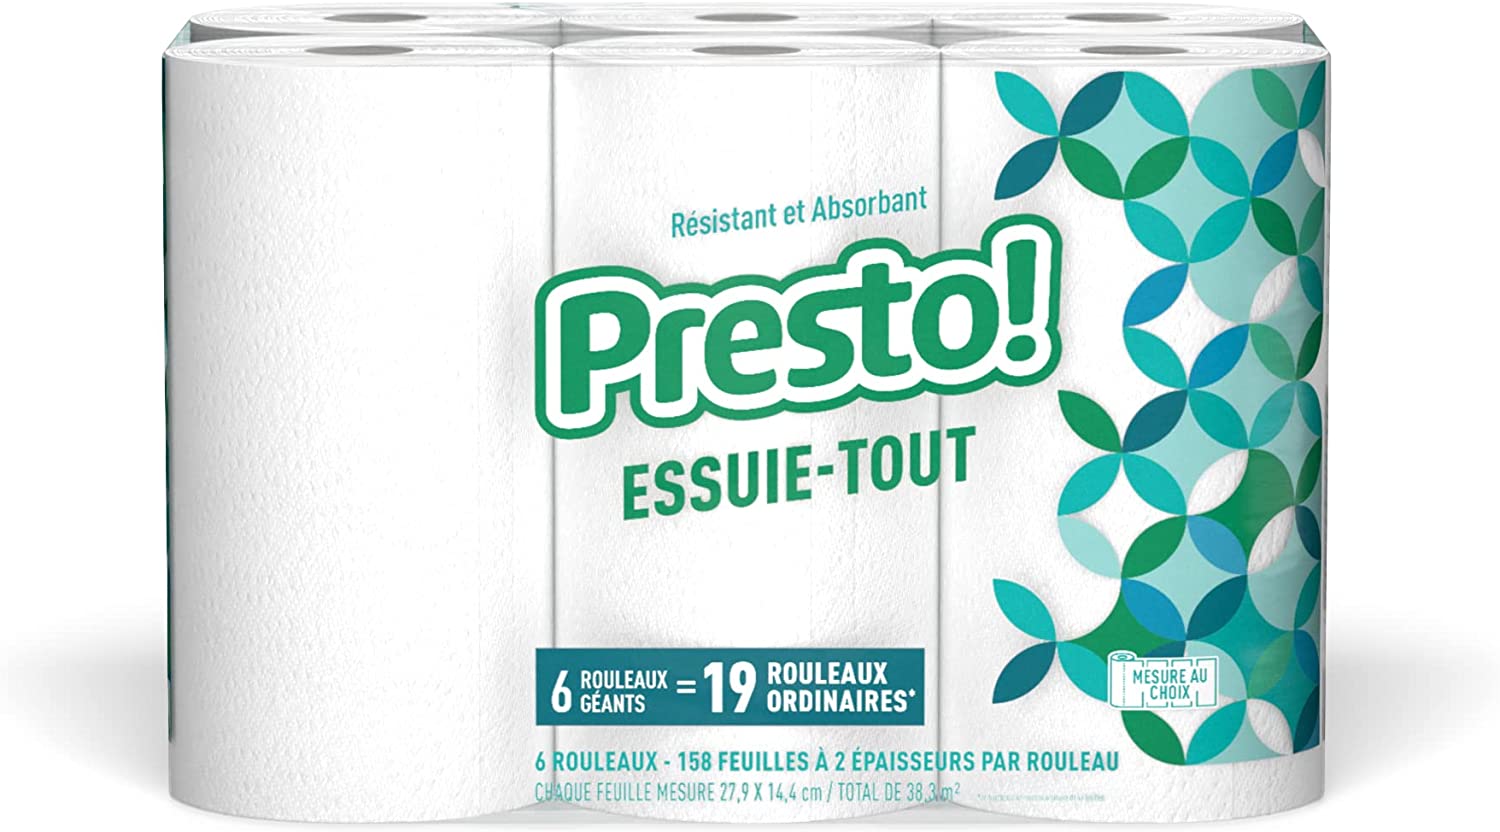 Résistant et Absorbant
Presto!
ESSUIE-TOUT
6 ROULEAUX GÉANTS = 19 ROULEAUX ORDINAIRES*
MESURE AU
CHOIX
6 ROULEAUX - 158 FEUILLES À 2 ÉPAISSEURS PAR ROULEAU
CHAQUE FEUILLE MESURE 27,9 X 14,4 cm / TOTAL DE 38,3 m²